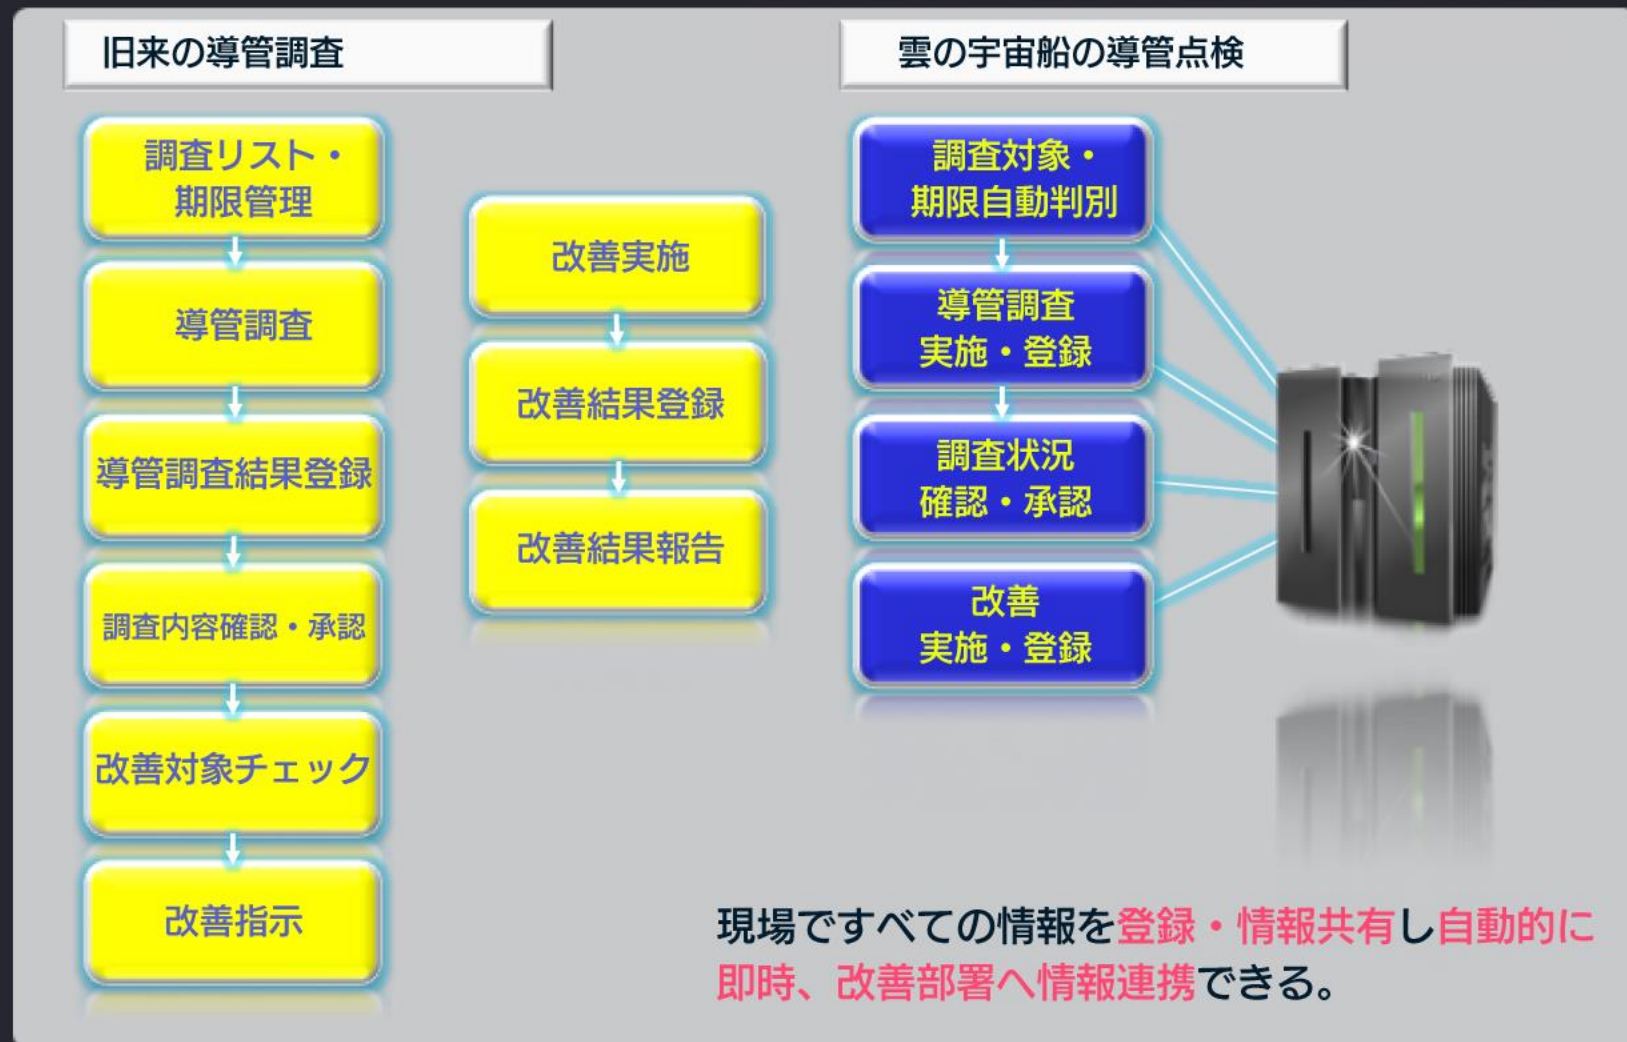 旧来の導管調査
調査リスト・
期限管理
導管調査
導管調査結果登録
調査内容確認・承認
改善対象チェック
改善指示
改善実施
改善結果登録
改善結果報告
雲の宇宙船の導管点検
調査対象・
期限自動判別
導管調査
実施・登録
調査状況
確認・承認
改善
実施・登録
現場ですべての情報を登録・情報共有し自動的に
即時、改善部署へ情報連携できる。